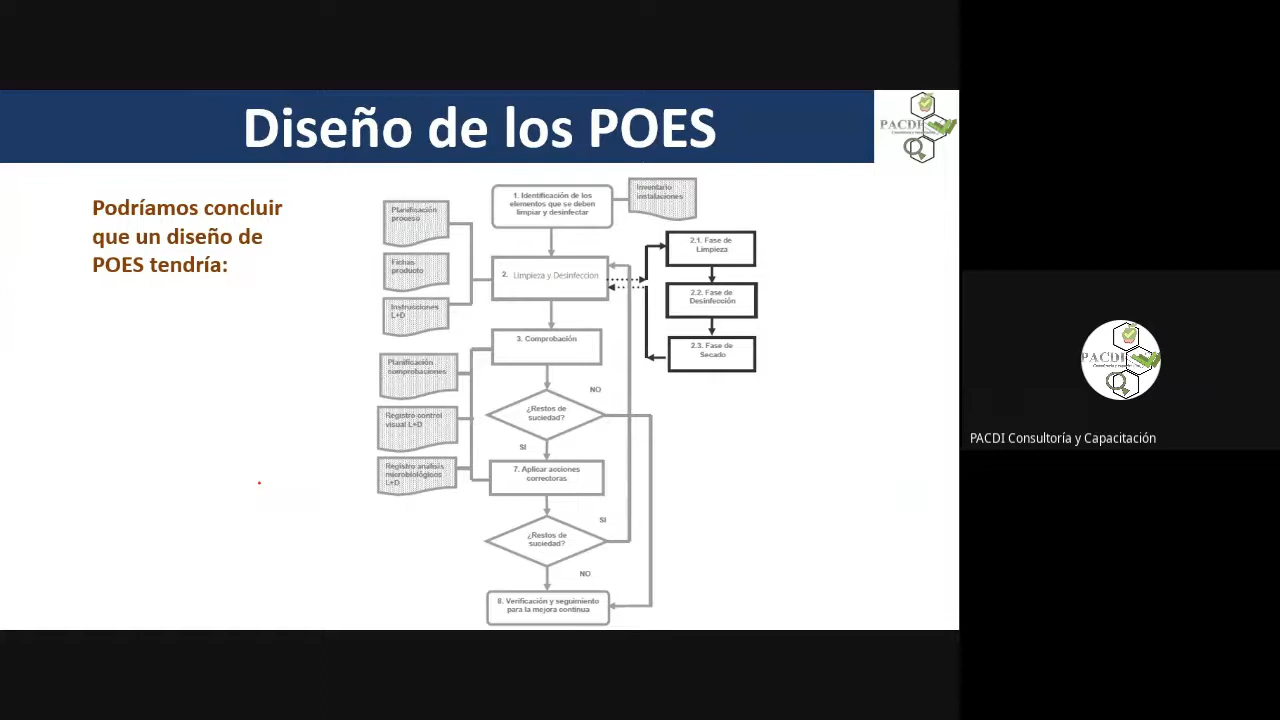 Diseño de los POES
PACDI
Podríamos concluir
que un diseño de
POES tendría:
1. Identificación de los
elementos que se deben
limpiar y desinfectar
Inventario
instalaciones
Planificación
proceso
Fichas
producto
Instrucciones
L+D
2. Limpieza y Desinfeccion
2.1. Fase de
Limpieza
2.2. Fase de
Desinfección
2.3. Fase de
Secado
3. Comprobación
Planificación
comprobaciones
Registro control
visual L+D
Registro análisis
microbiológicos
L+D
¿Restos de
suciedad?
NO
SI
7. Aplicar acciones
correctoras
¿Restos de
suciedad?
SI
NO
8. Verificación y seguimiento
para la mejora continua
PACDI
PACDI Consultoría y Capacitación